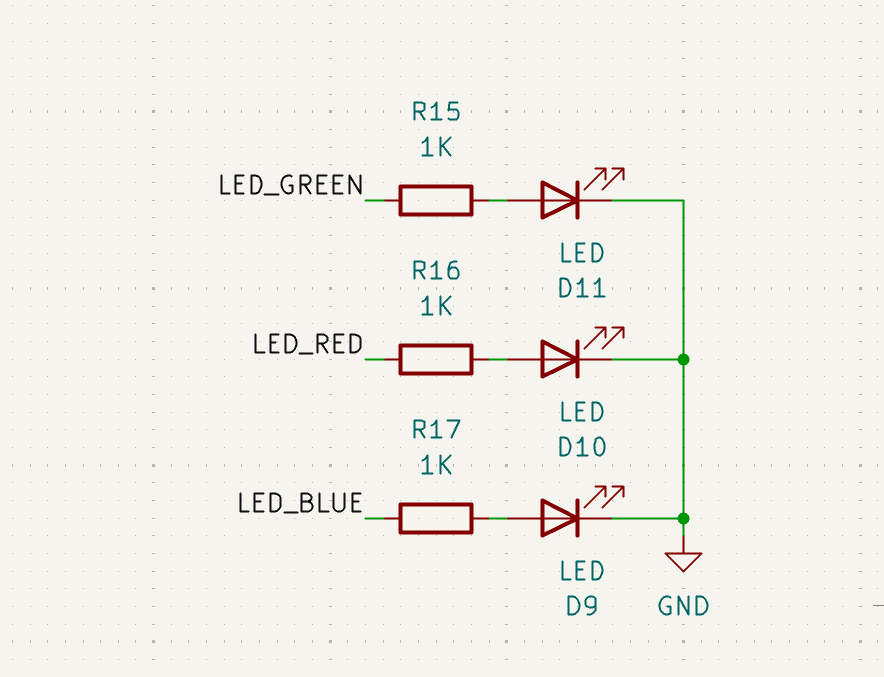 R15
1K
LED_GREEN
LED
D11
R16
1K
LED_RED
LED
D10
R17
1K
LED_BLUE
LED
D9
GND